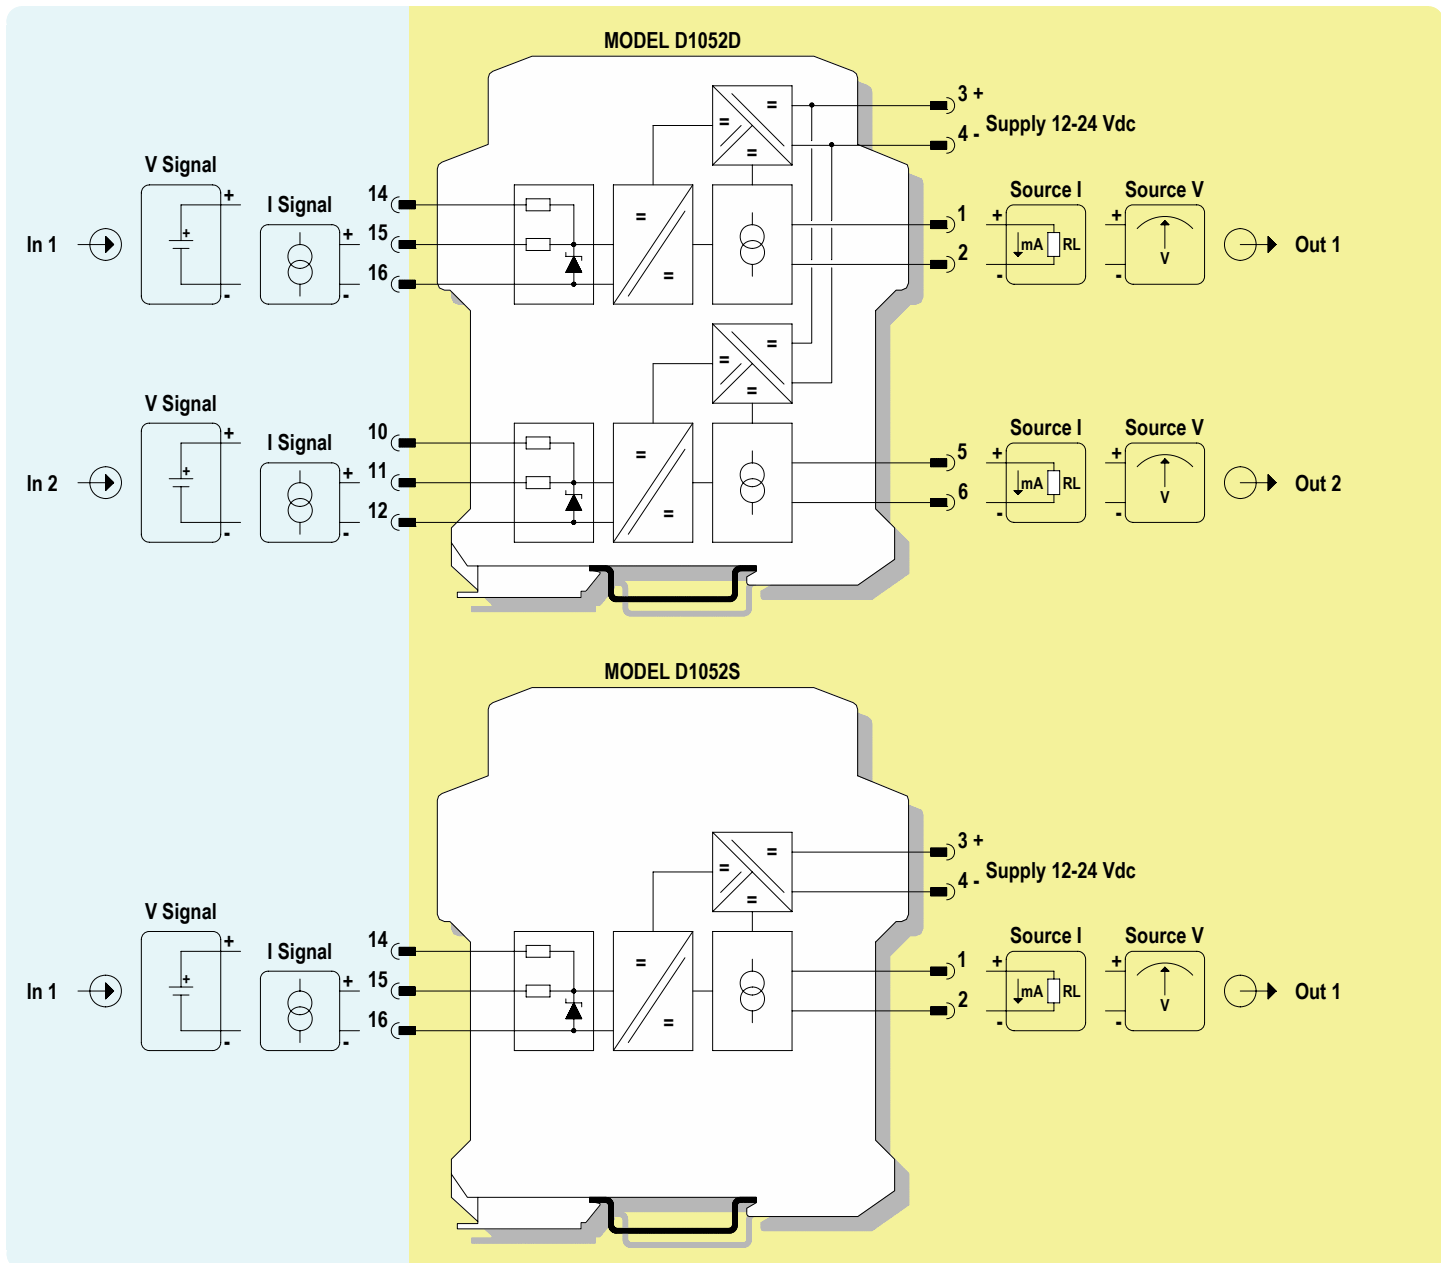 MODEL D1052D
3 +
4 -
Supply 12-24 Vdc
V Signal
+
-
I Signal
+
-
14
15
16
In 1
+
= = =
= =
1
2
Source I
+
-
mA RL
Source V
+
-
V
Out 1
= = =
V Signal
+
-
I Signal
+
-
10
11
12
In 2
+
= =
5
6
Source I
+
-
mA RL
Source V
+
-
V
Out 2
MODEL D1052S
3 +
4 -
Supply 12-24 Vdc
= = =
V Signal
+
-
I Signal
+
-
14
15
16
In 1
+
= =
1
2
Source I
+
-
mA RL
Source V
+
-
V
Out 1